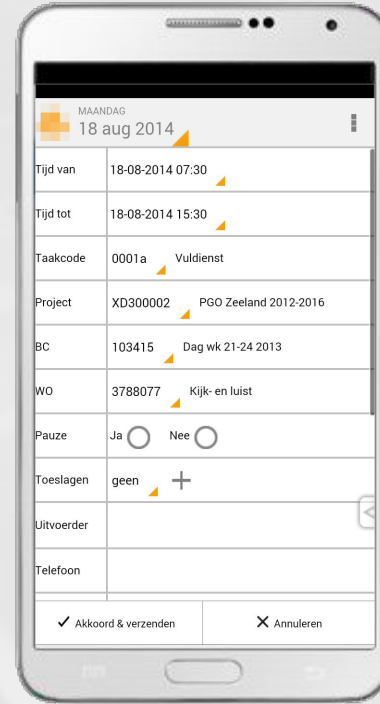 MAANDAG
18 aug 2014
Tijd van 18-08-2014 07:30
Tijd tot 18-08-2014 15:30
Taakcode 0001a Vuldienst
Project XD300002 PGO Zeeland 2012-2016
BC 103415 Dag wk 21-24 2013
WO 3788077 Kijk- en luist
Pauze Ja Nee
Toeslagen geen
Uitvoerder
Telefoon
Akkoord & verzenden Annuleren